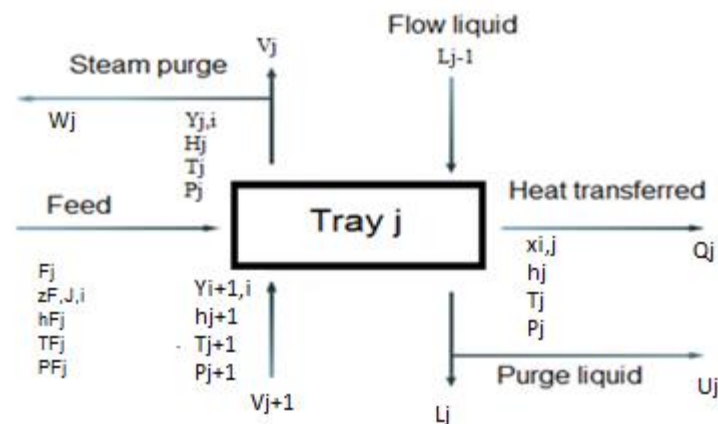 Flow liquid
Vj
Lj-1
Steam purge
Wj
Yj,i
Hj
Tj
Pj
Feed
Tray j
Heat transferred
Fj
zF,J,i
hFj
TFj
PFj
Yi+1,i
hj+1
Tj+1
Pj+1
Vj+1
xi,j
hj
Tj
Pj
Qj
Purge liquid
Lj
Uj